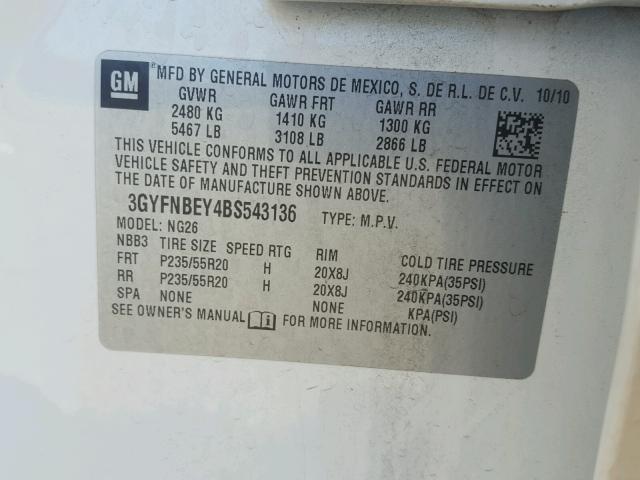 GM
MFD BY GENERAL MOTORS DE MEXICO, S. DE R.L. DE C.V. 10/10
GVWR GAWR FRT GAWR RR
2480 KG 1410 KG 1300 KG
5467 LB 3108 LB 2866 LB
THIS VEHICLE CONFORMS TO ALL APPLICABLE U.S. FEDERAL MOTOR
VEHICLE SAFETY AND THEFT PREVENTION STANDARDS IN EFFECT ON
THE DATE OF MANUFACTURE SHOWN ABOVE.
3GYFNBEY4BS543136 TYPE: M.P.V.
MODEL: NG26
NBB3 TIRE SIZE SPEED RTG RIM COLD TIRE PRESSURE
FRT P235/55R20 H 20X8J 240KPA(35PSI)
RR P235/55R20 H 20X8J 240KPA(35PSI)
SPA NONE NONE KPA(PSI)
SEE OWNER'S MANUAL FOR MORE INFORMATION.